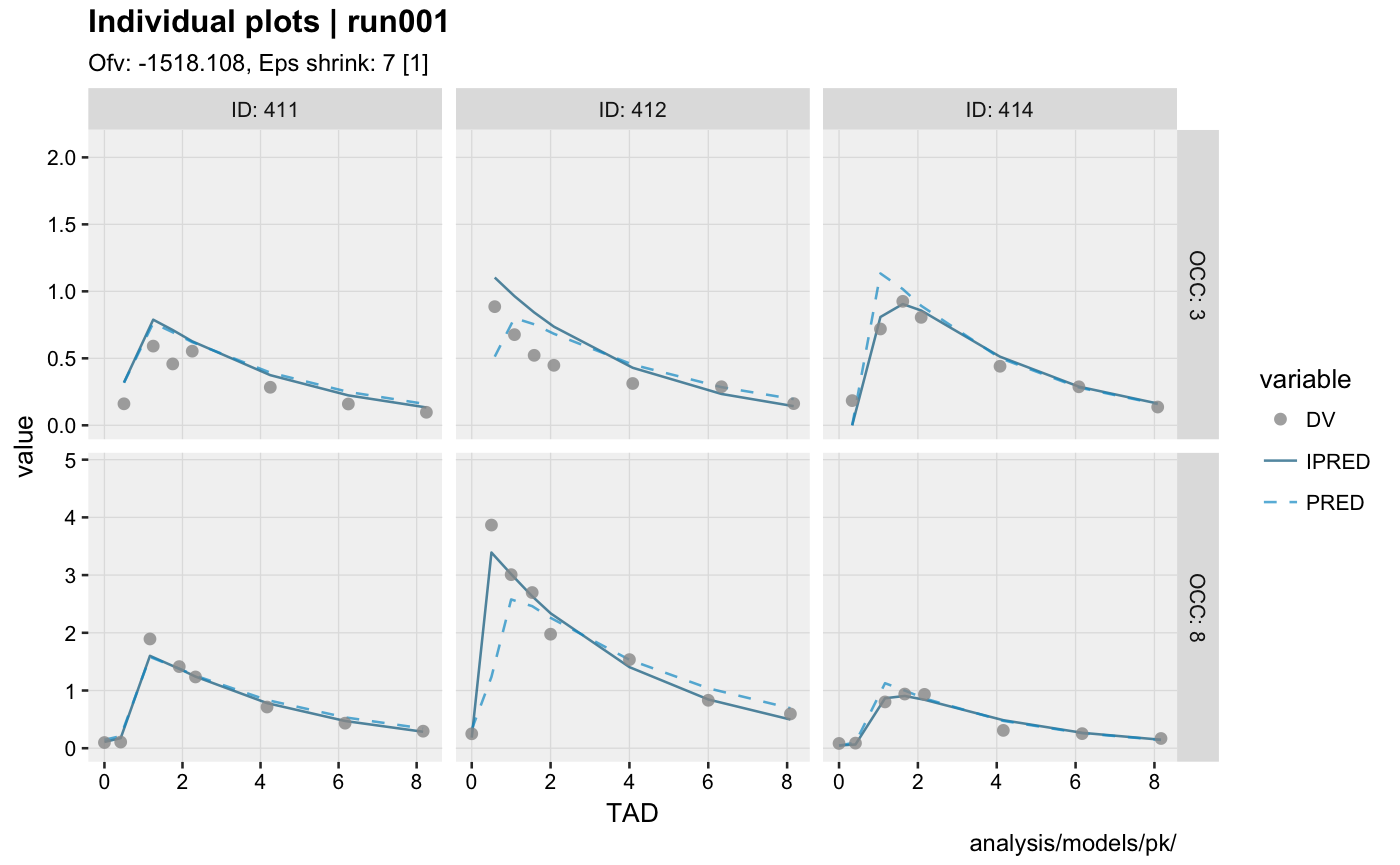 Individual plots | run001
Ofv: -1518.108, Eps shrink: 7 [1]
ID: 411
ID: 412
ID: 414
2.0
1.5
1.0
0.5
0.0
OCC: 3
5
4
3
2
1
0
OCC: 8
value
0 2 4 6 8
0 2 4 6 8
0 2 4 6 8
TAD
analysis/models/pk/
variable
DV
IPRED
PRED